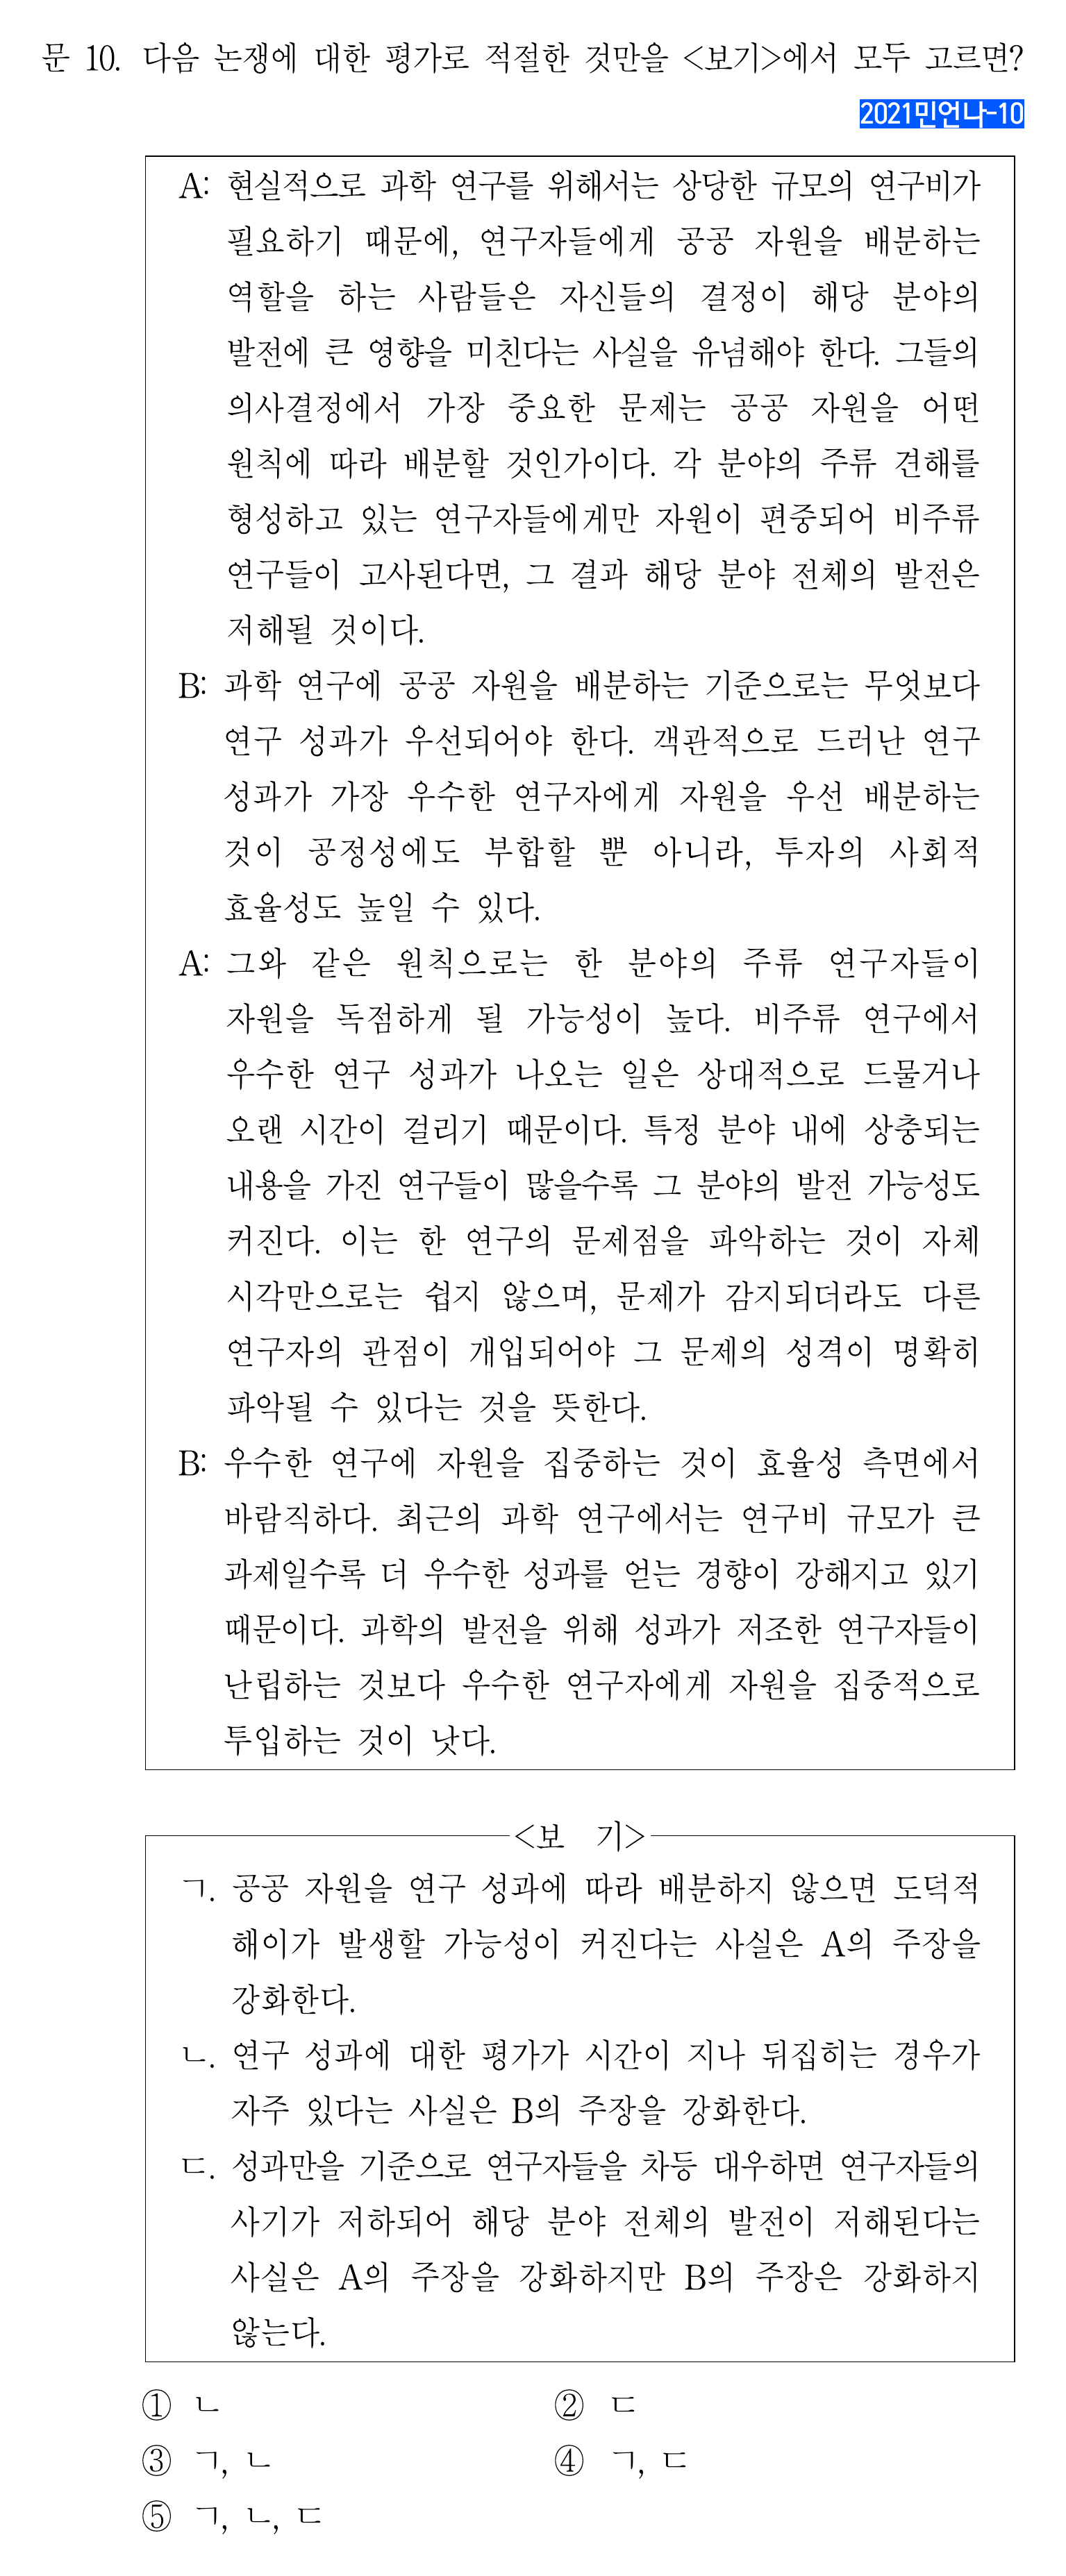 문 10. 다음 논쟁에 대한 평가로 적절한 것만을 <보기>에서 모두 고르면?
2021민언나-10
A: 현실적으로 과학 연구를 위해서는 상당한 규모의 연구비가
필요하기 때문에, 연구자들에게 공공 자원을 배분하는
역할을 하는 사람들은 자신들의 결정이 해당 분야의
발전에 큰 영향을 미친다는 사실을 유념해야 한다. 그들의
의사결정에서 가장 중요한 문제는 공공 자원을 어떤
원칙에 따라 배분할 것인가이다. 각 분야의 주류 견해를
형성하고 있는 연구자들에게만 자원이 편중되어 비주류
연구들이 고사된다면, 그 결과 해당 분야 전체의 발전은
저해될 것이다.
B: 과학 연구에 공공 자원을 배분하는 기준으로는 무엇보다
연구 성과가 우선되어야 한다. 객관적으로 드러난 연구
성과가 가장 우수한 연구자에게 자원을 우선 배분하는
것이 공정성에도 부합할 뿐 아니라, 투자의 사회적
효율성도 높일 수 있다.
A: 그와 같은 원칙으로는 한 분야의 주류 연구자들이
자원을 독점하게 될 가능성이 높다. 비주류 연구에서
우수한 연구 성과가 나오는 일은 상대적으로 드물거나
오랜 시간이 걸리기 때문이다. 특정 분야 내에 상충되는
내용을 가진 연구들이 많을수록 그 분야의 발전 가능성도
커진다. 이는 한 연구의 문제점을 파악하는 것이 자체
시각만으로는 쉽지 않으며, 문제가 감지되더라도 다른
연구자의 관점이 개입되어야 그 문제의 성격이 명확히
파악될 수 있다는 것을 뜻한다.
B: 우수한 연구에 자원을 집중하는 것이 효율성 측면에서
바람직하다. 최근의 과학 연구에서는 연구비 규모가 큰
과제일수록 더 우수한 성과를 얻는 경향이 강해지고 있기
때문이다. 과학의 발전을 위해 성과가 저조한 연구자들이
난립하는 것보다 우수한 연구자에게 자원을 집중적으로
투입하는 것이 낫다.
<보 기>
ㄱ. 공공 자원을 연구 성과에 따라 배분하지 않으면 도덕적
해이가 발생할 가능성이 커진다는 사실은 A의 주장을
강화한다.
ㄴ. 연구 성과에 대한 평가가 시간이 지나 뒤집히는 경우가
자주 있다는 사실은 B의 주장을 강화한다.
ㄷ. 성과만을 기준으로 연구자들을 차등 대우하면 연구자들의
사기가 저하되어 해당 분야 전체의 발전이 저해된다는
사실은 A의 주장을 강화하지만 B의 주장은 강화하지
않는다.
① ㄴ ② ㄷ
③ ㄱ, ㄴ ④ ㄱ, ㄷ
⑤ ㄱ, ㄴ, ㄷ